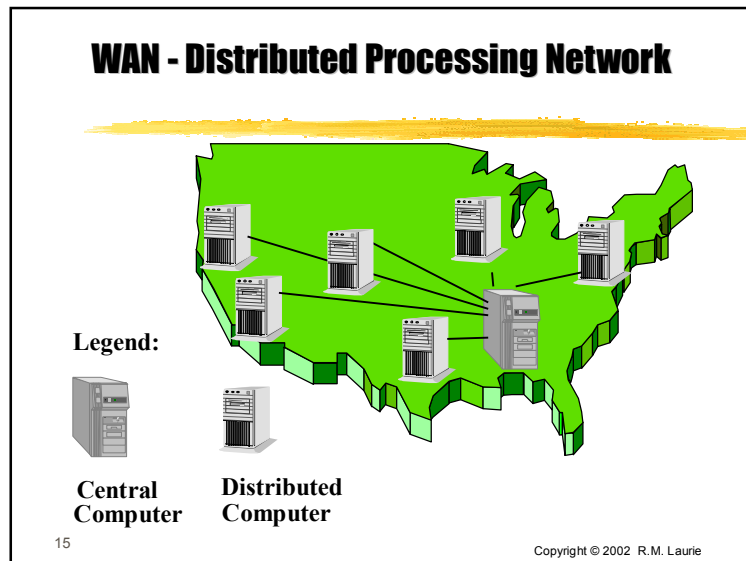 WAN - Distributed Processing Network
Legend:
Central
Computer
Distributed
Computer
15
Copyright © 2002 R.M. Laurie